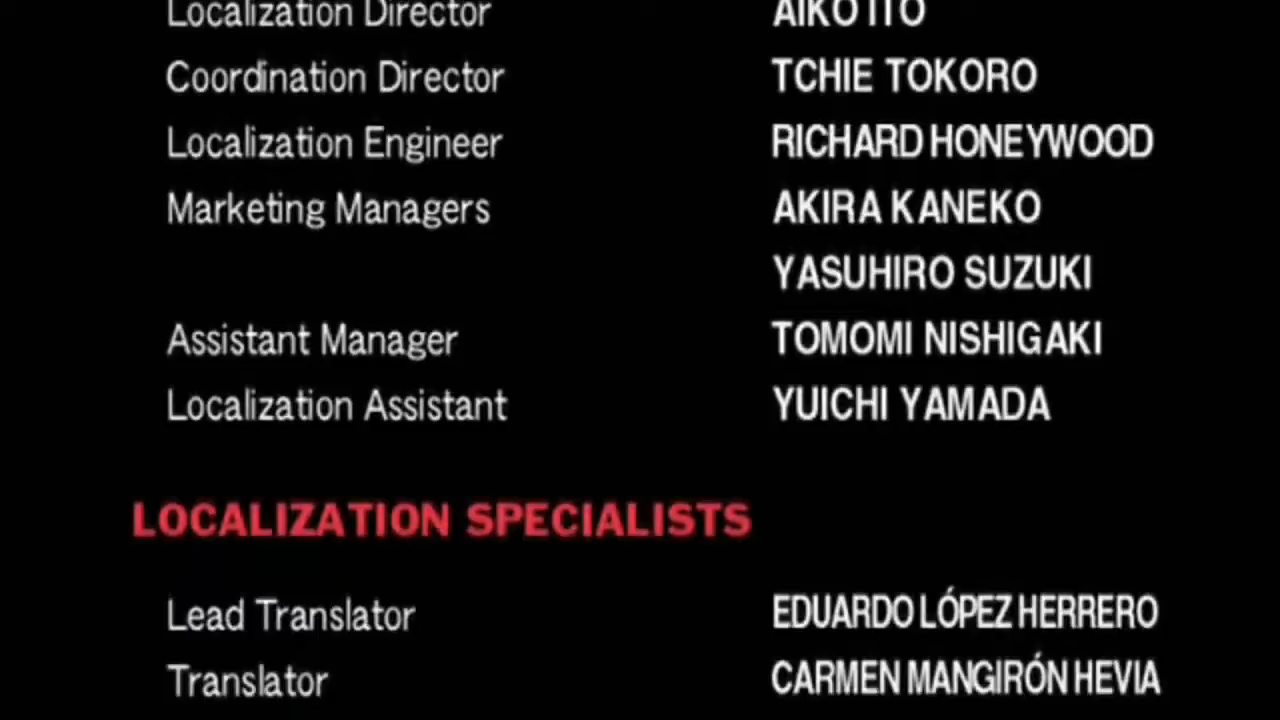 Localization Director AIKO ITO
Coordination Director TCHIE TOKORO
Localization Engineer RICHARD HONEYWOOD
Marketing Managers AKIRA KANEKO
YASUHIRO SUZUKI
Assistant Manager TOMOMI NISHIGAKI
Localization Assistant YUICHI YAMADA
LOCALIZATION SPECIALISTS
Lead Translator EDUARDO LÓPEZ HERRERO
Translator CARMEN MANGIRÓN HEVIA